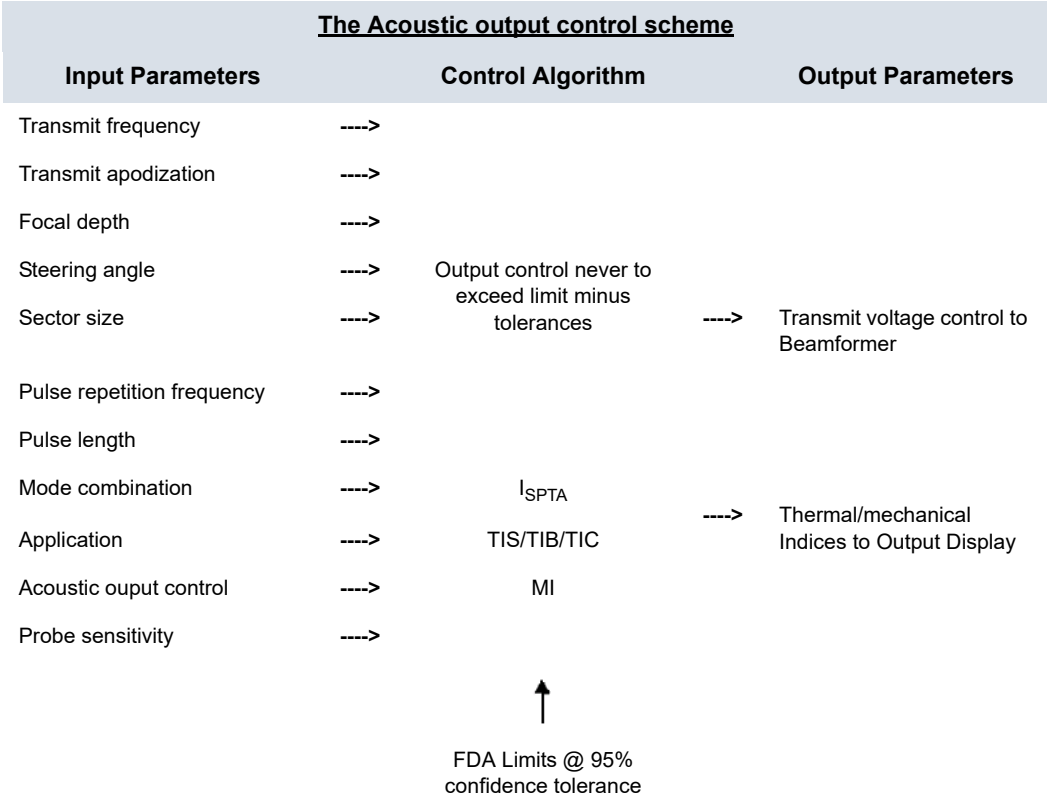 The Acoustic output control scheme
Input Parameters Control Algorithm Output Parameters
Transmit frequency ---->
Transmit apodization ---->
Focal depth ---->
Steering angle ----> Output control never to
exceed limit minus
Sector size ----> tolerances ----> Transmit voltage control to
Beamformer
Pulse repetition frequency ---->
Pulse length ---->
Mode combination ----> ISPTA
----> Thermal/mechanical
Application ----> TIS/TIB/TIC Indices to Output Display
Acoustic ouput control ----> MI
Probe sensitivity ---->
FDA Limits @ 95%
confidence tolerance